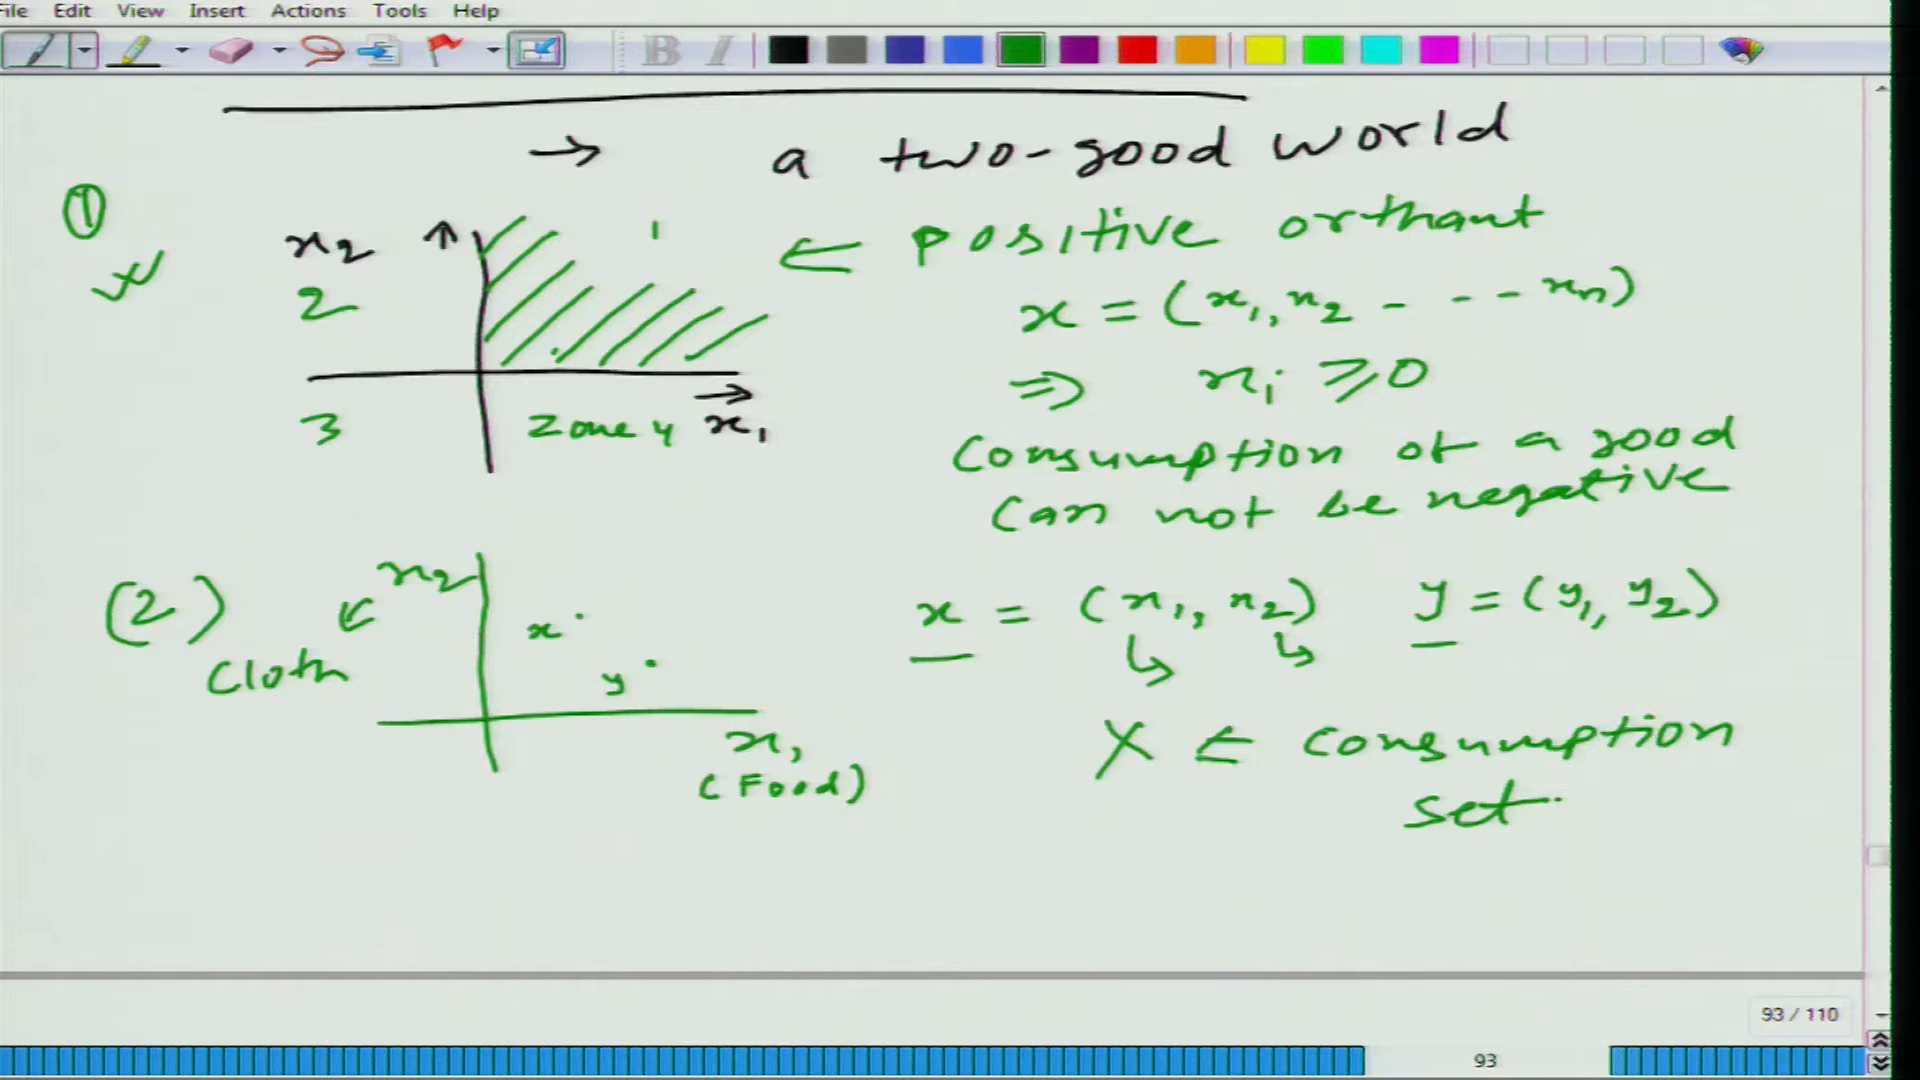 File Edit View Insert Actions Tools Help
B I
→ a two-good world
① x2 ↑ 1 ← positive orthant
2 x = (x1, x2 - - - - xn)
⇒ xi ≥ 0
3 Zone 4 → x1
Consumption of a good
can not be negative
(2) x2
Cloth x y
x1
(Food)
x = (x1, x2) y = (y1, y2)
X ← consumption
set
93 / 110
93